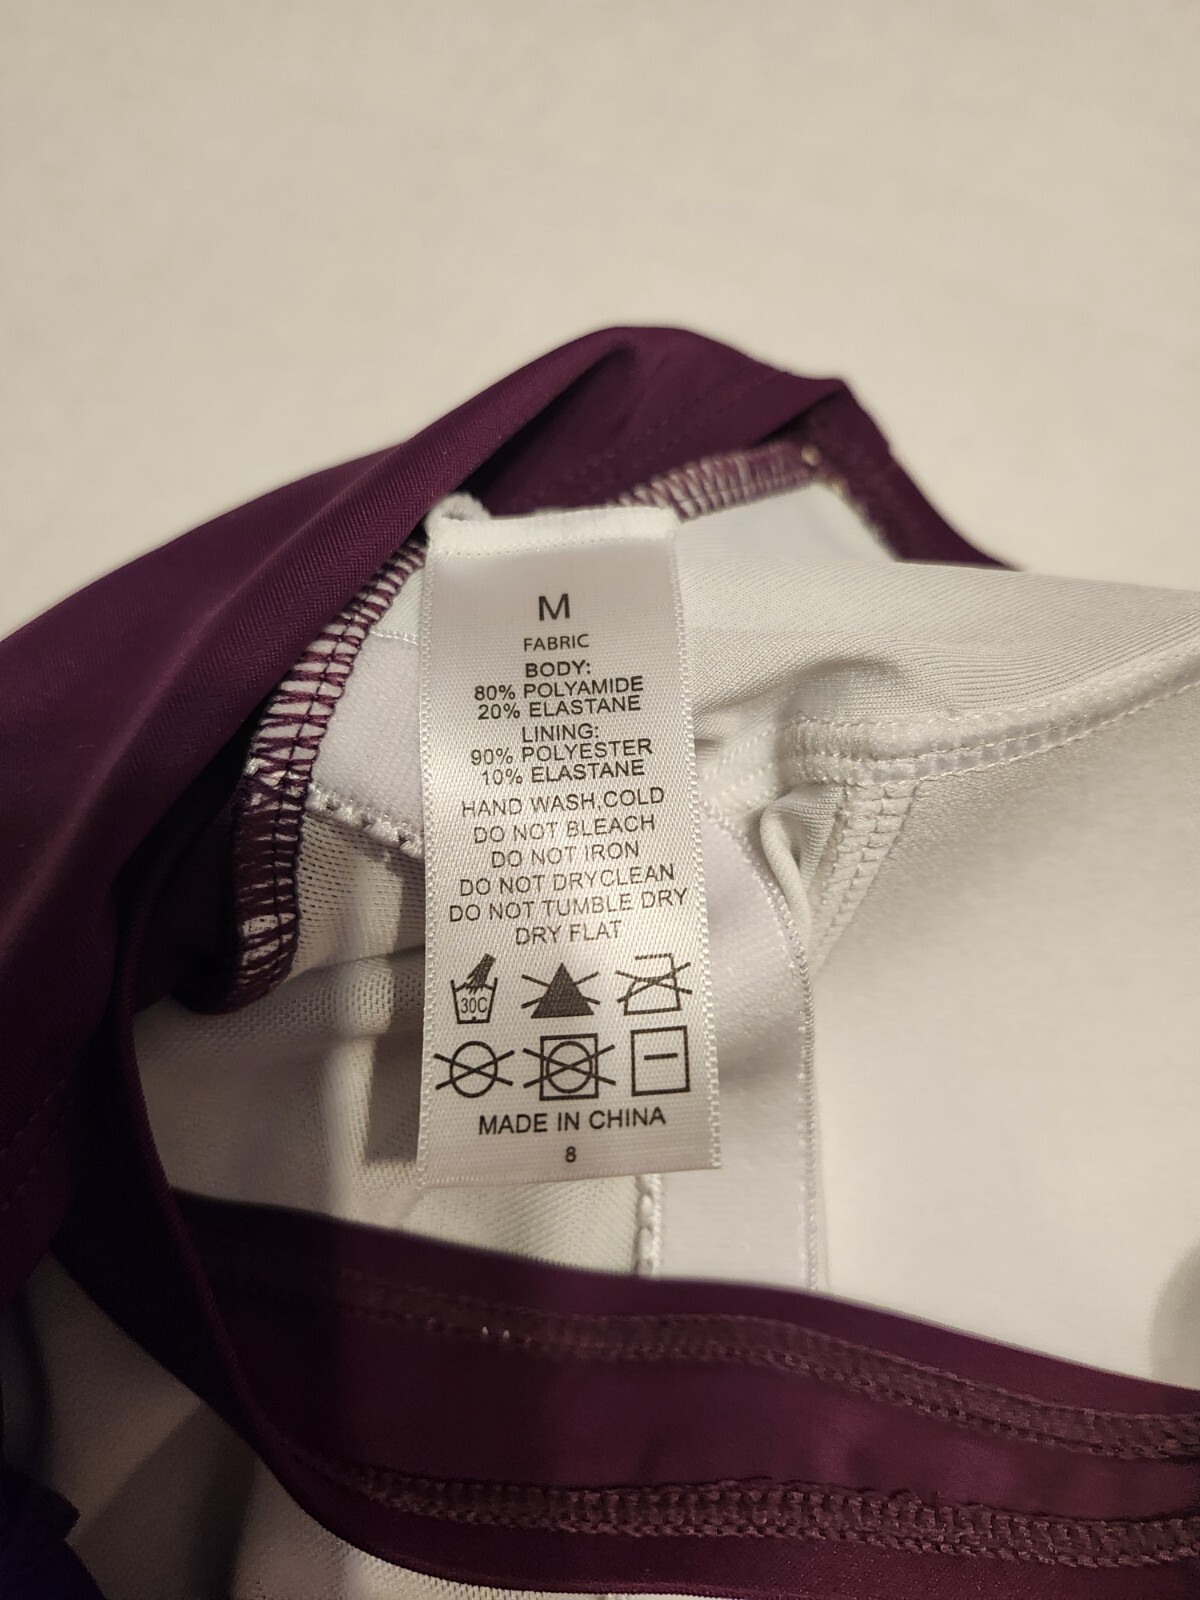 M
FABRIC
BODY:
80% POLYAMIDE
20% ELASTANE
LINING:
90% POLYESTER
10% ELASTANE
HAND WASH,COLD
DO NOT BLEACH
DO NOT IRON
DO NOT DRYCLEAN
DO NOT TUMBLE DRY
DRY FLAT
30C
MADE IN CHINA
8